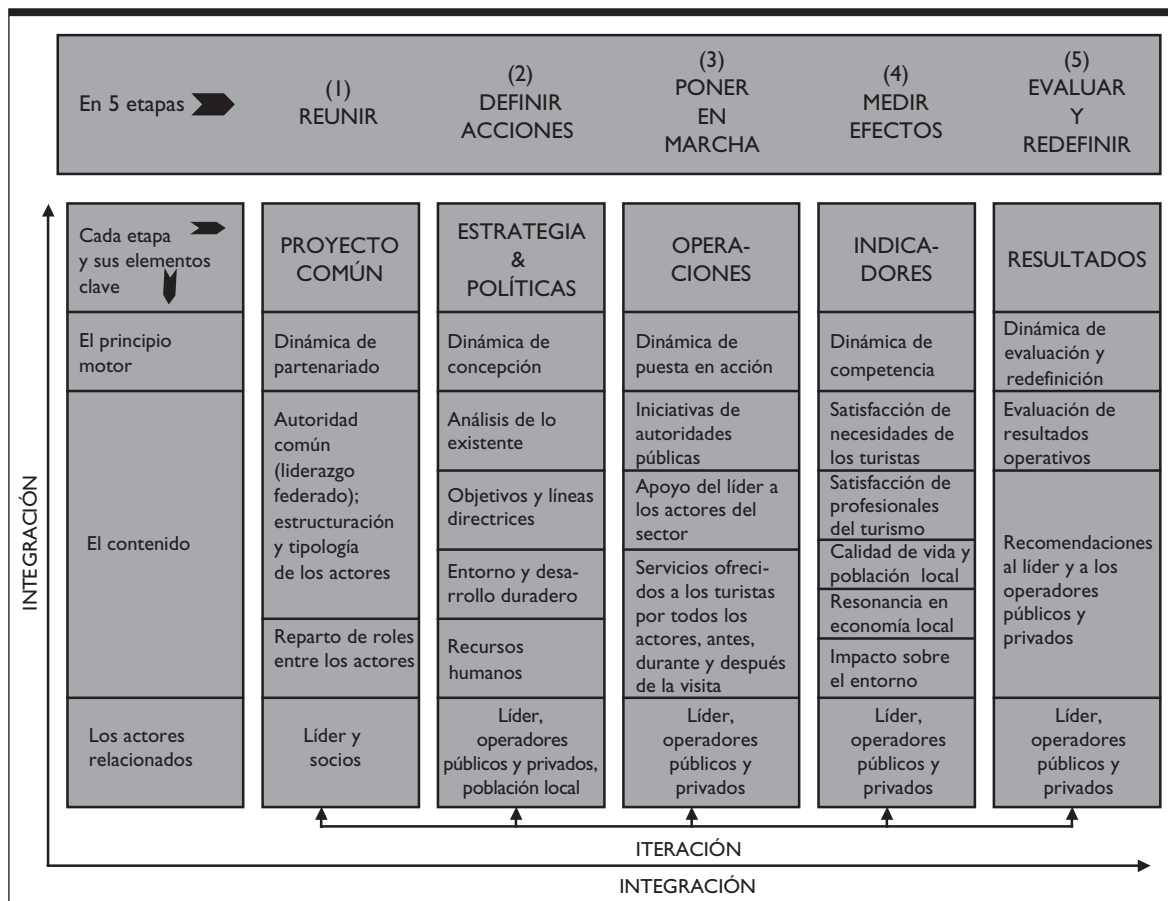 En 5 etapas
(1)
REUNIR
(2)
DEFINIR
ACCIONES
(3)
PONER
EN
MARCHA
(4)
MEDIR
EFECTOS
(5)
EVALUAR
Y
REDEFINIR
Cada etapa
y sus elementos
clave
PROYECTO
COMÚN
ESTRATEGIA
&
POLÍTICAS
OPERA-
CIONES
INDICA-
DORES
RESULTADOS
El principio
motor
Dinámica de
partenariado
Dinámica de
concepción
Dinámica de
puesta en acción
Dinámica de
competencia
Dinámica de
evaluación y
redefinición
El contenido
Autoridad
común
(liderazgo
federado);
estructuración
y tipología
de los actores
Reparto de roles
entre los actores
Análisis de lo
existente
Objetivos y líneas
directrices
Entorno y desa-
rrollo duradero
Recursos
humanos
Iniciativas de
autoridades
públicas
Apoyo del líder a
los actores del
sector
Servicios ofreci-
dos a los turistas
por todos los
actores, antes,
durante y después
de la visita
Satisfacción de
necesidades de
los turistas
Satisfacción de
profesionales
del turismo
Calidad de vida y
población local
Resonancia en
economía local
Impacto sobre
el entorno
Evaluación de
resultados
operativos
Recomendaciones
al líder y a los
operadores
públicos y
privados
Los actores
relacionados
Líder y
socios
Líder,
operadores
públicos y privados,
población local
Líder,
operadores
públicos y
privados
Líder,
operadores
públicos y
privados
Líder,
operadores
públicos y
privados
INTEGRACIÓN
ITERACIÓN
INTEGRACIÓN